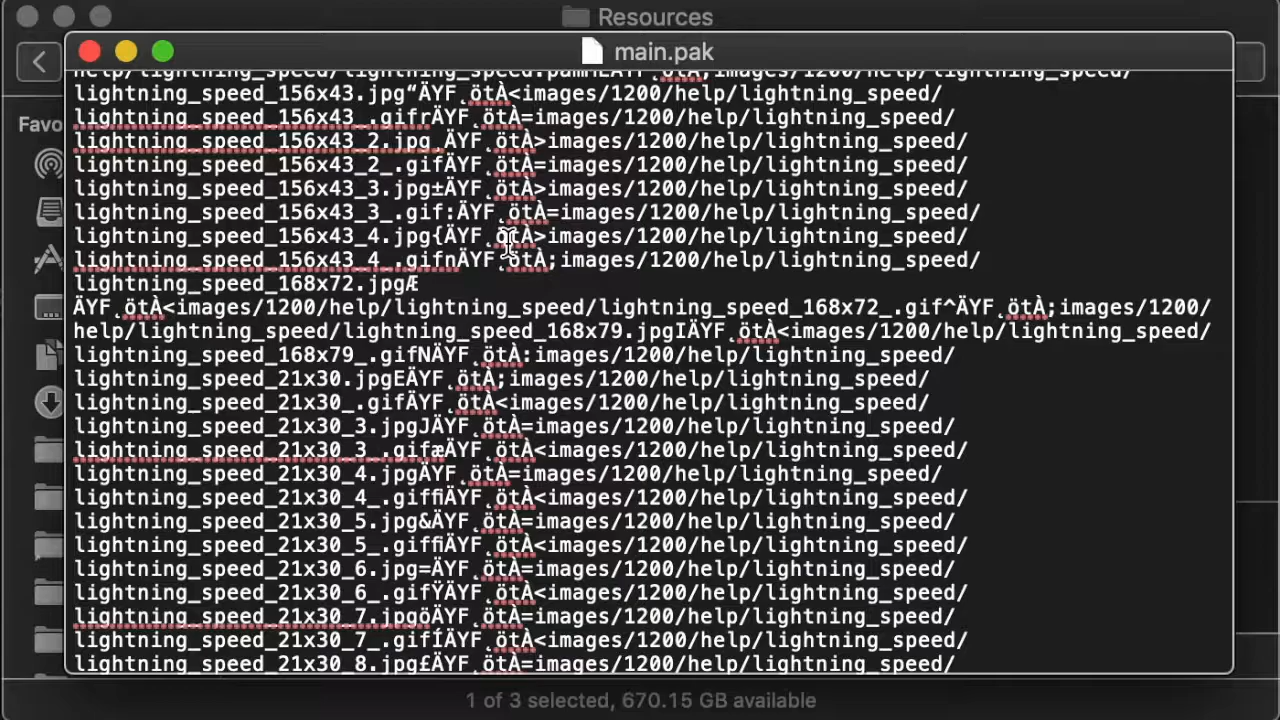 Resources
main.pak
Favo
help/lightning_speed/lightning_speed.pam
lightning_speed_156x43.jpg“ÄYF˛ötÀ<images/1200/help/lightning_speed/
lightning_speed_156x43_.gifrÄYF˛ötÀ=images/1200/help/lightning_speed/
lightning_speed_156x43_2.jpg¸ÄYF˛ötÀ>images/1200/help/lightning_speed/
lightning_speed_156x43_2_.gifÄYF˛ötÀ=images/1200/help/lightning_speed/
lightning_speed_156x43_3.jpg±ÄYF˛ötÀ>images/1200/help/lightning_speed/
lightning_speed_156x43_3_.gif:ÄYF˛ötÀ=images/1200/help/lightning_speed/
lightning_speed_156x43_4.jpg{ÄYF˛ötÀ>images/1200/help/lightning_speed/
lightning_speed_156x43_4_.gifnÄYF˛ötÀ;images/1200/help/lightning_speed/
lightning_speed_168x72.jpgÆ
ÄYF˛ötÀ<images/1200/help/lightning_speed/lightning_speed_168x72_.gif^ÄYF˛ötÀ;images/1200/
help/lightning_speed/lightning_speed_168x79.jpgIÄYF˛ötÀ<images/1200/help/lightning_speed/
lightning_speed_168x79_.gifNÄYF˛ötÀ:images/1200/help/lightning_speed/
lightning_speed_21x30.jpgEÄYF˛ötÀ;images/1200/help/lightning_speed/
lightning_speed_21x30_.gifÄYF˛ötÀ<images/1200/help/lightning_speed/
lightning_speed_21x30_3.jpgJÄYF˛ötÀ=images/1200/help/lightning_speed/
lightning_speed_21x30_3_.gifæÄYF˛ötÀ<images/1200/help/lightning_speed/
lightning_speed_21x30_4.jpgÄYF˛ötÀ=images/1200/help/lightning_speed/
lightning_speed_21x30_4_.gifﬁÄYF˛ötÀ<images/1200/help/lightning_speed/
lightning_speed_21x30_5.jpg&ÄYF˛ötÀ=images/1200/help/lightning_speed/
lightning_speed_21x30_5_.gifﬁÄYF˛ötÀ<images/1200/help/lightning_speed/
lightning_speed_21x30_6.jpg=ÄYF˛ötÀ=images/1200/help/lightning_speed/
lightning_speed_21x30_6_.gifŸÄYF˛ötÀ<images/1200/help/lightning_speed/
lightning_speed_21x30_7.jpgöÄYF˛ötÀ=images/1200/help/lightning_speed/
lightning_speed_21x30_7_.gifÍÄYF˛ötÀ<images/1200/help/lightning_speed/
lightning_speed_21x30_8.jpg£ÄYF˛ötÀ=images/1200/help/lightning_speed/
1 of 3 selected, 670.15 GB available